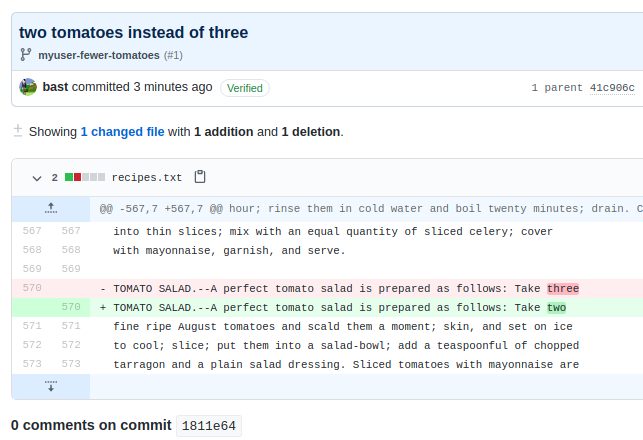 two tomatoes instead of three
myuser-fewer-tomatoes (#1)
bast committed 3 minutes ago Verified 1 parent 41c906c
Showing 1 changed file with 1 addition and 1 deletion.
2 recipes.txt
@@ -567,7 +567,7 @@ hour; rinse them in cold water and boil twenty minutes; drain. C
567 567 into thin slices; mix with an equal quantity of sliced celery; cover
568 568 with mayonnaise, garnish, and serve.
569 569
570 - TOMATO SALAD.--A perfect tomato salad is prepared as follows: Take three
570 + TOMATO SALAD.--A perfect tomato salad is prepared as follows: Take two
571 571 fine ripe August tomatoes and scald them a moment; skin, and set on ice
572 572 to cool; slice; put them into a salad-bowl; add a teaspoonful of chopped
573 573 tarragon and a plain salad dressing. Sliced tomatoes with mayonnaise are
0 comments on commit 1811e64